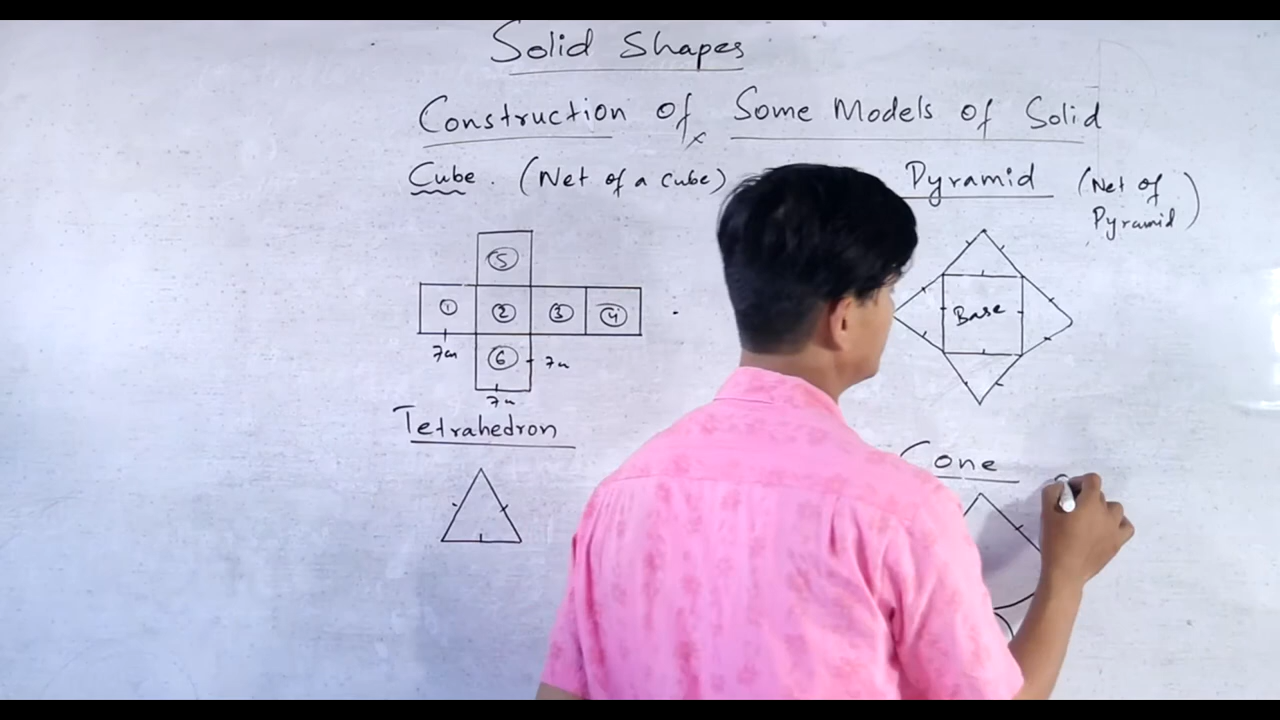 Solid Shapes
Construction of Some Models of Solid
Cube. (Net of a cube)
5
1 2 3 4
7cm
6
7cm
7cm
Tetrahedron
Pyramid (Net of Pyramid)
Base
Cone